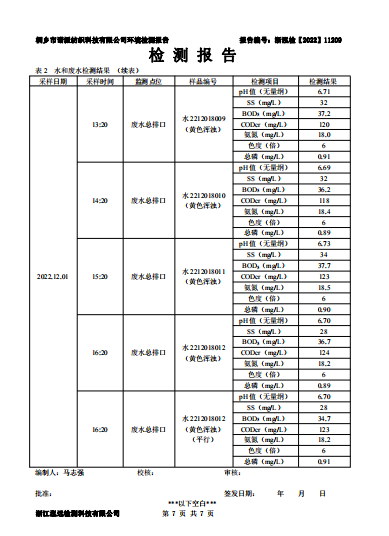 桐乡市诺派纺织科技有限公司环境检测报告 报告编号：浙泓检【2022】11209
检 测 报 告
表 2 水和废水检测结果 （续表）
采样日期 采样时间 监测点位 样品编号 检测项目 检测结果
2022.12.01
13:20 废水总排口 水2212018009（黄色浑浊）
pH 值（无量纲） 6.71
SS（mg/L） 32
BOD₅（mg/L） 37.2
CODcr（mg/L） 120
氨氮（mg/L） 18.0
色度（倍） 6
总磷（mg/L） 0.91
14:20 废水总排口 水2212018010（黄色浑浊）
pH 值（无量纲） 6.69
SS（mg/L） 32
BOD₅（mg/L） 36.2
CODcr（mg/L） 118
氨氮（mg/L） 18.4
色度（倍） 6
总磷（mg/L） 0.89
15:20 废水总排口 水2212018011（黄色浑浊）
pH 值（无量纲） 6.73
SS（mg/L） 34
BOD₅（mg/L） 37.7
CODcr（mg/L） 123
氨氮（mg/L） 18.5
色度（倍） 6
总磷（mg/L） 0.90
16:20 废水总排口 水2212018012（黄色浑浊）
pH 值（无量纲） 6.70
SS（mg/L） 28
BOD₅（mg/L） 36.7
CODcr（mg/L） 124
氨氮（mg/L） 18.2
色度（倍） 6
总磷（mg/L） 0.89
16:20 废水总排口 水2212018012（黄色浑浊）（平行）
pH 值（无量纲） 6.70
SS（mg/L） 28
BOD₅（mg/L） 34.7
CODcr（mg/L） 123
氨氮（mg/L） 18.2
色度（倍） 6
总磷（mg/L） 0.91
编制人：马志强 校核： 审核：
批准： 签发日期： 年 月 日
***以下空白***
检测科技有限公司 第 7 页 共 7 页